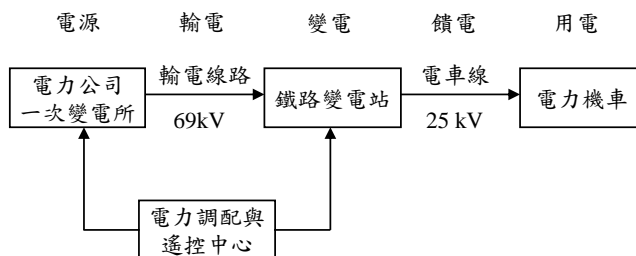 電源 輸電 變電 饋電 用電
電力公司
一次變電所
輸電線路
69kV
鐵路變電站
電車線
25 kV
電力機車
電力調配與
遙控中心